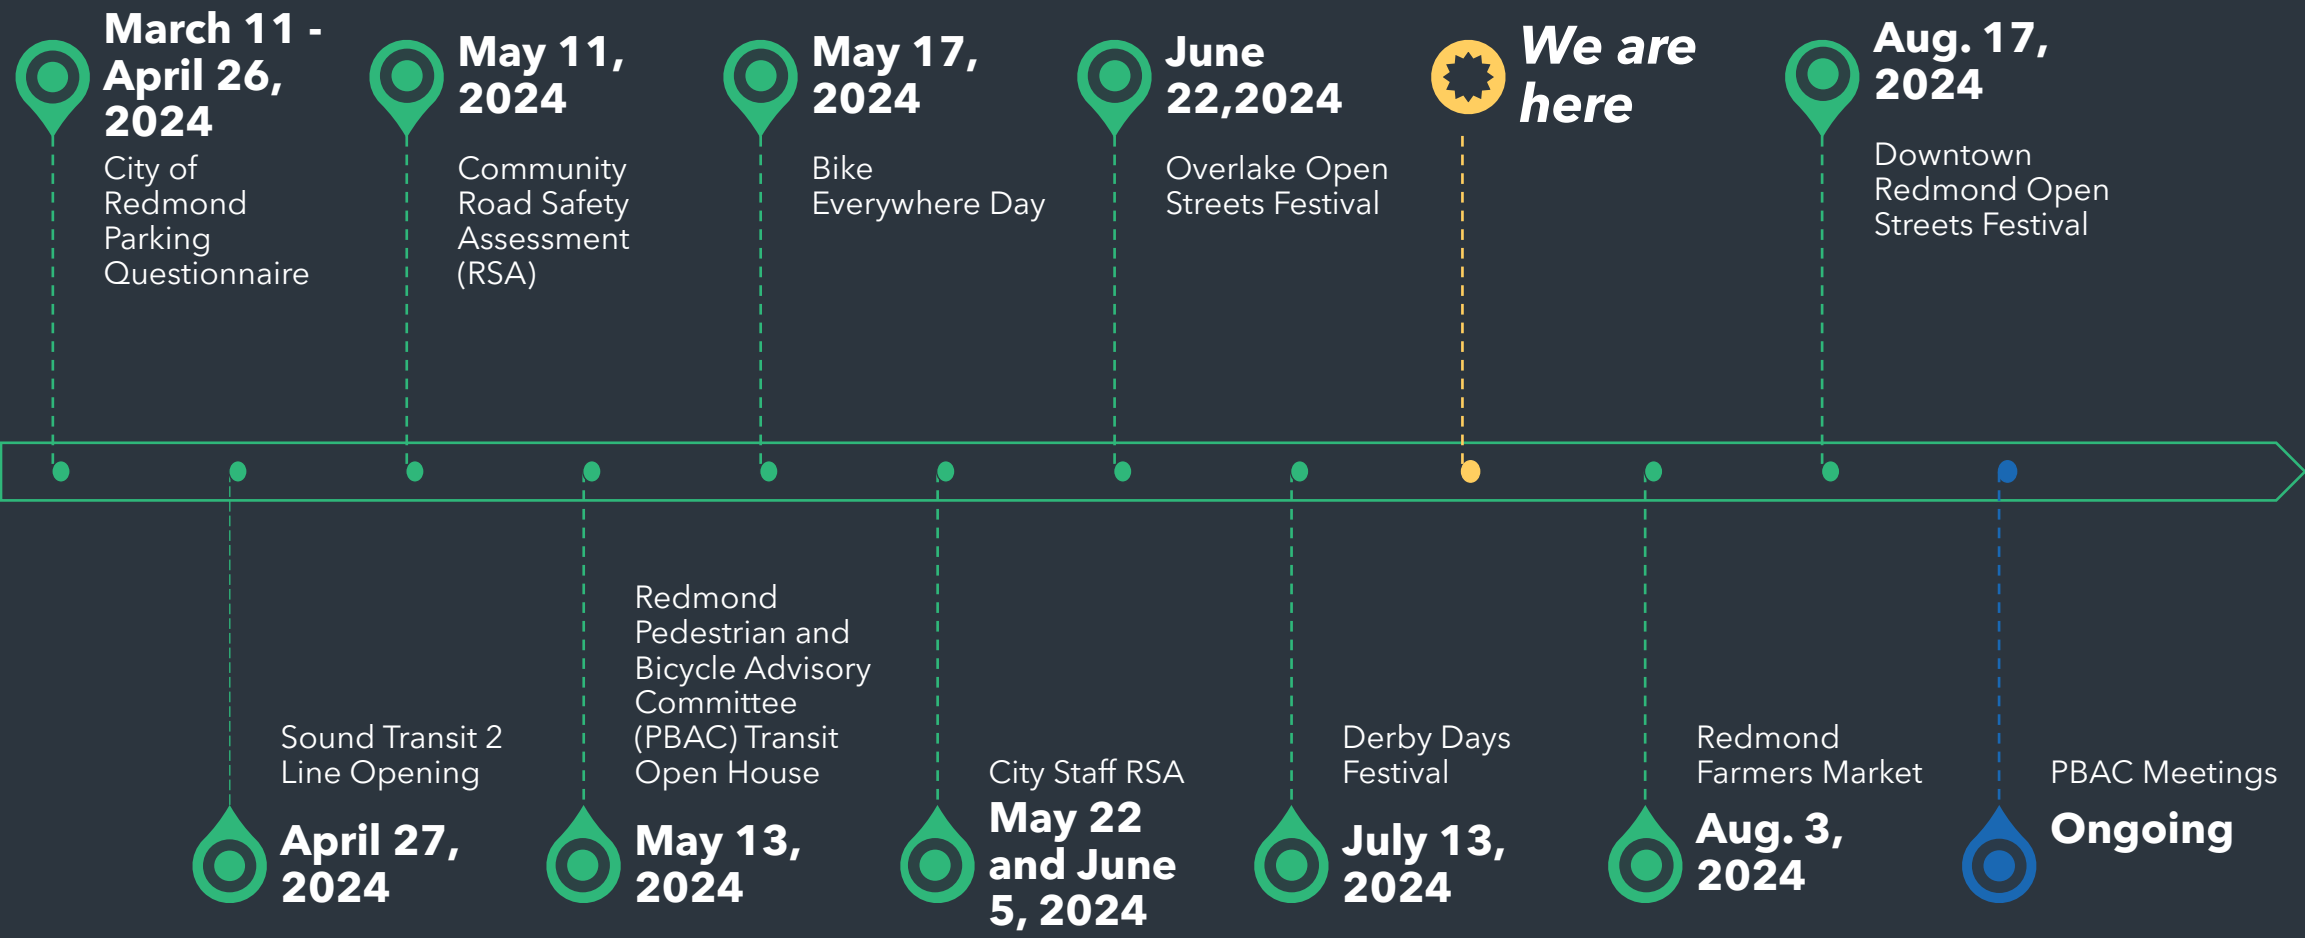 March 11 -
April 26,
2024
City of
Redmond
Parking
Questionnaire
May 11,
2024
Community
Road Safety
Assessment
(RSA)
May 17,
2024
Bike
Everywhere Day
June
22,2024
Overlake Open
Streets Festival
We are
here
Aug. 17,
2024
Downtown
Redmond Open
Streets Festival
Sound Transit 2
Line Opening
April 27,
2024
Redmond
Pedestrian and
Bicycle Advisory
Committee
(PBAC) Transit
Open House
May 13,
2024
City Staff RSA
May 22
and June
5, 2024
Derby Days
Festival
July 13,
2024
Redmond
Farmers Market
Aug. 3,
2024
PBAC Meetings
Ongoing